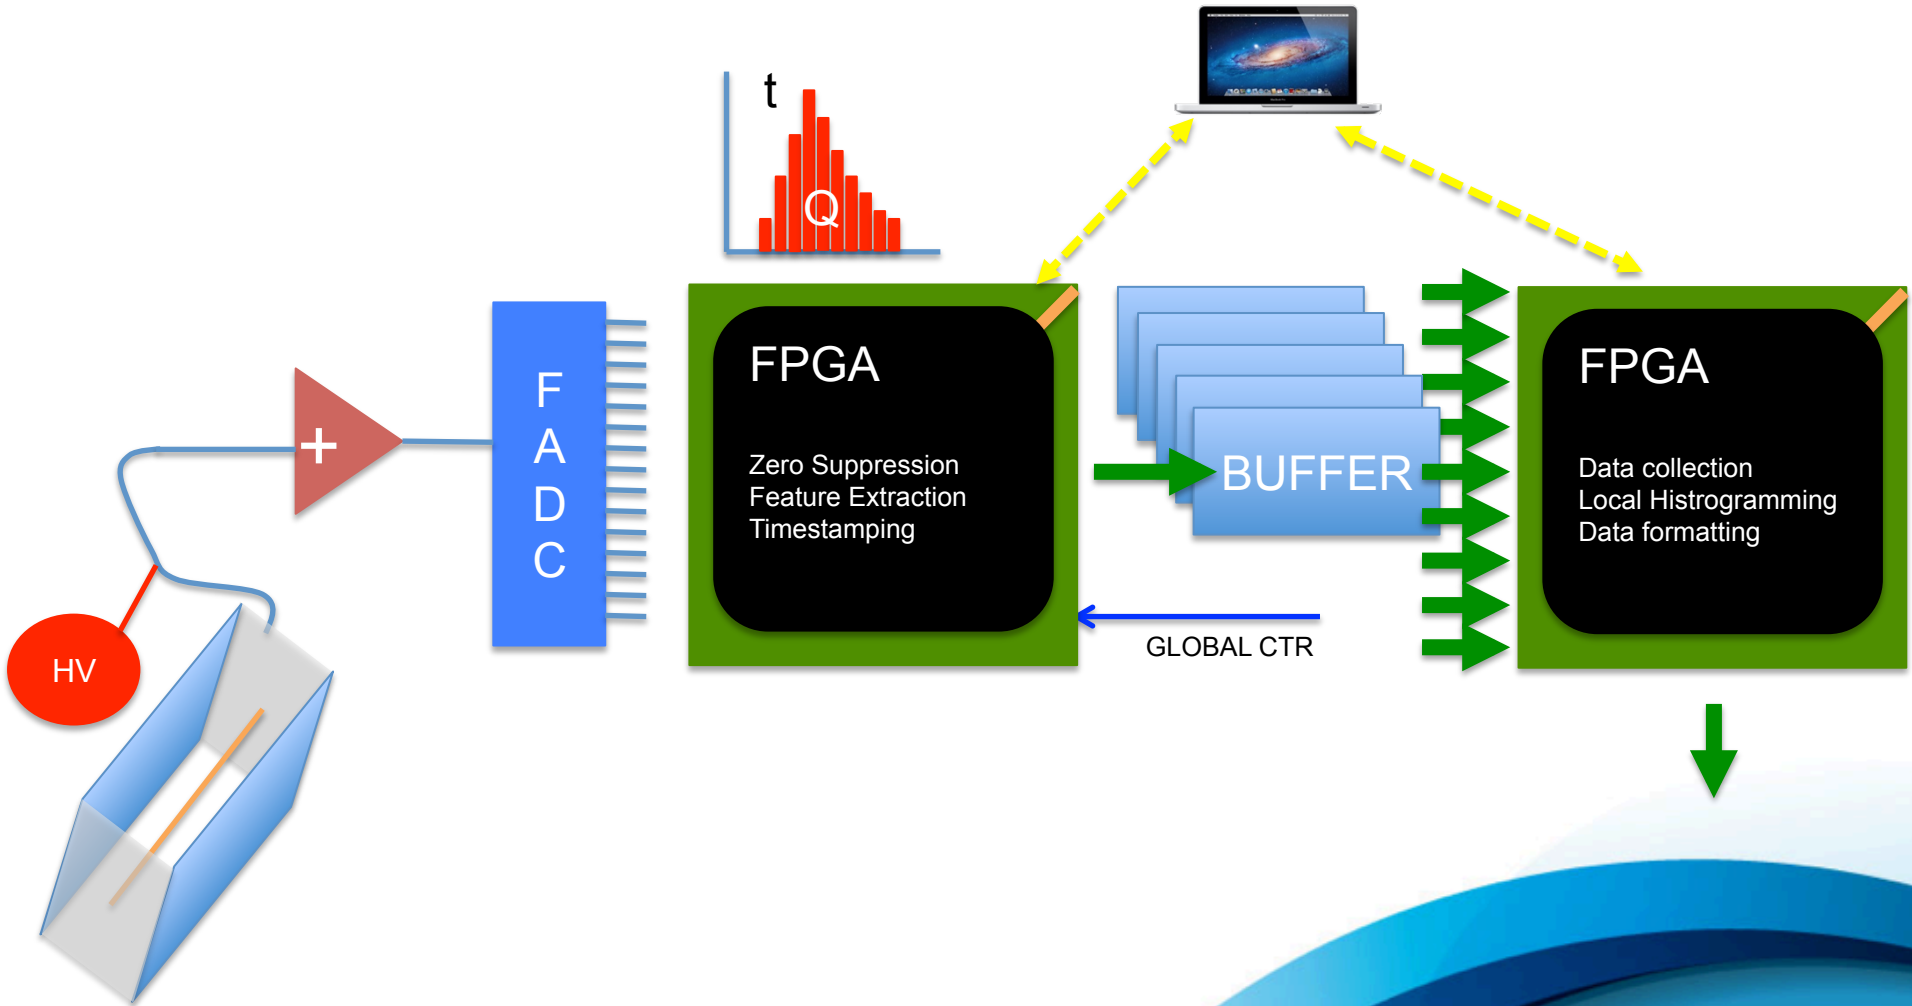 t
Q
F
A
D
C
+
HV
FPGA
Zero Suppression
Feature Extraction
Timestamping
BUFFER
GLOBAL CTR
FPGA
Data collection
Local Histrogramming
Data formatting